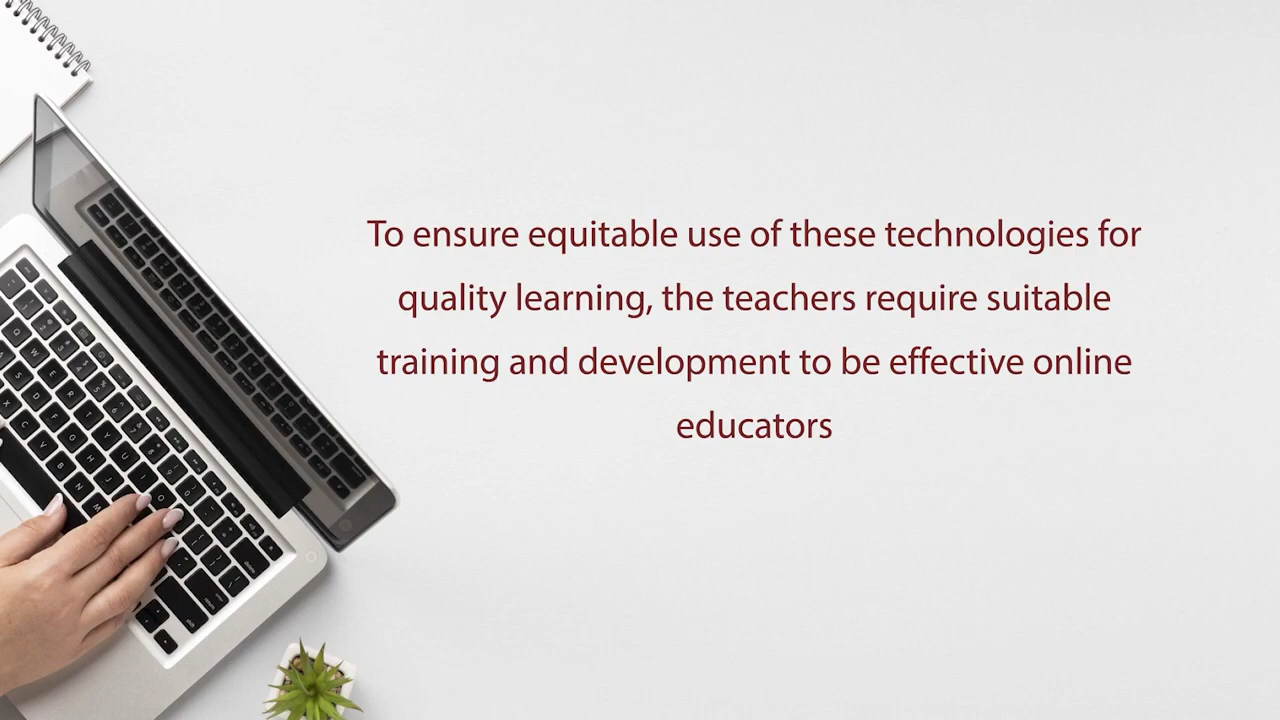 To ensure equitable use of these technologies for
quality learning, the teachers require suitable
training and development to be effective online
educators